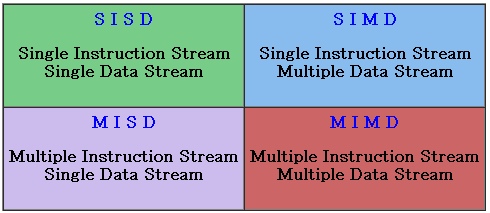 S I S D
Single Instruction Stream
Single Data Stream
S I M D
Single Instruction Stream
Multiple Data Stream
M I S D
Multiple Instruction Stream
Single Data Stream
M I M D
Multiple Instruction Stream
Multiple Data Stream